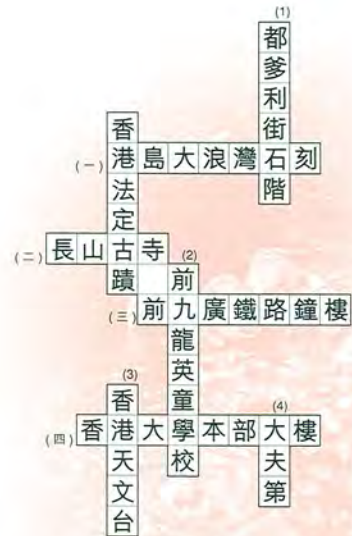 (1)
都爹利街石階
香港法定古蹟
(一) 港島大浪灣石刻
(二) 長山古寺
(2)
前九龍英童學校
(三) 前九廣鐵路鐘樓
(3)
香港天文台
(四) 香港大學本部大樓
(4)
大夫第